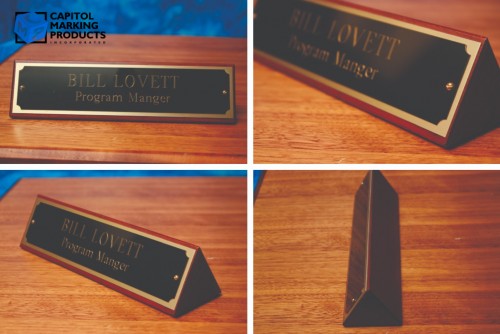 CAPITOL
MARKING
PRODUCTS
INCORPORATED
BILL LOVETT
Program Manger
BILL LOVETT
Program Manger
BILL LOVETT
Program Manger